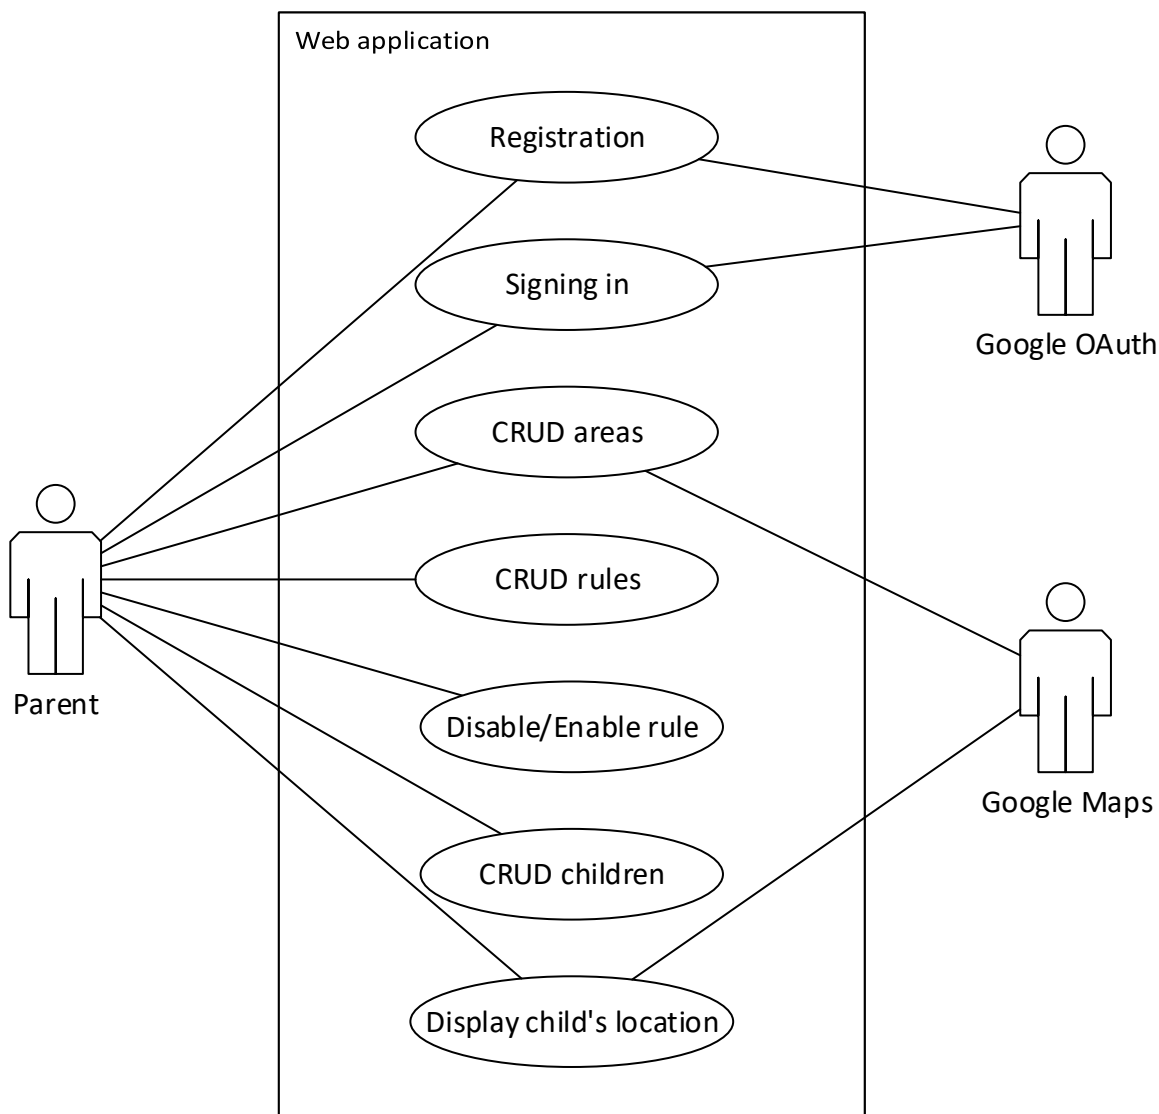 Web application
Registration
Signing in
Google OAuth
CRUD areas
CRUD rules
Parent
Disable/Enable rule
Google Maps
CRUD children
Display child's location